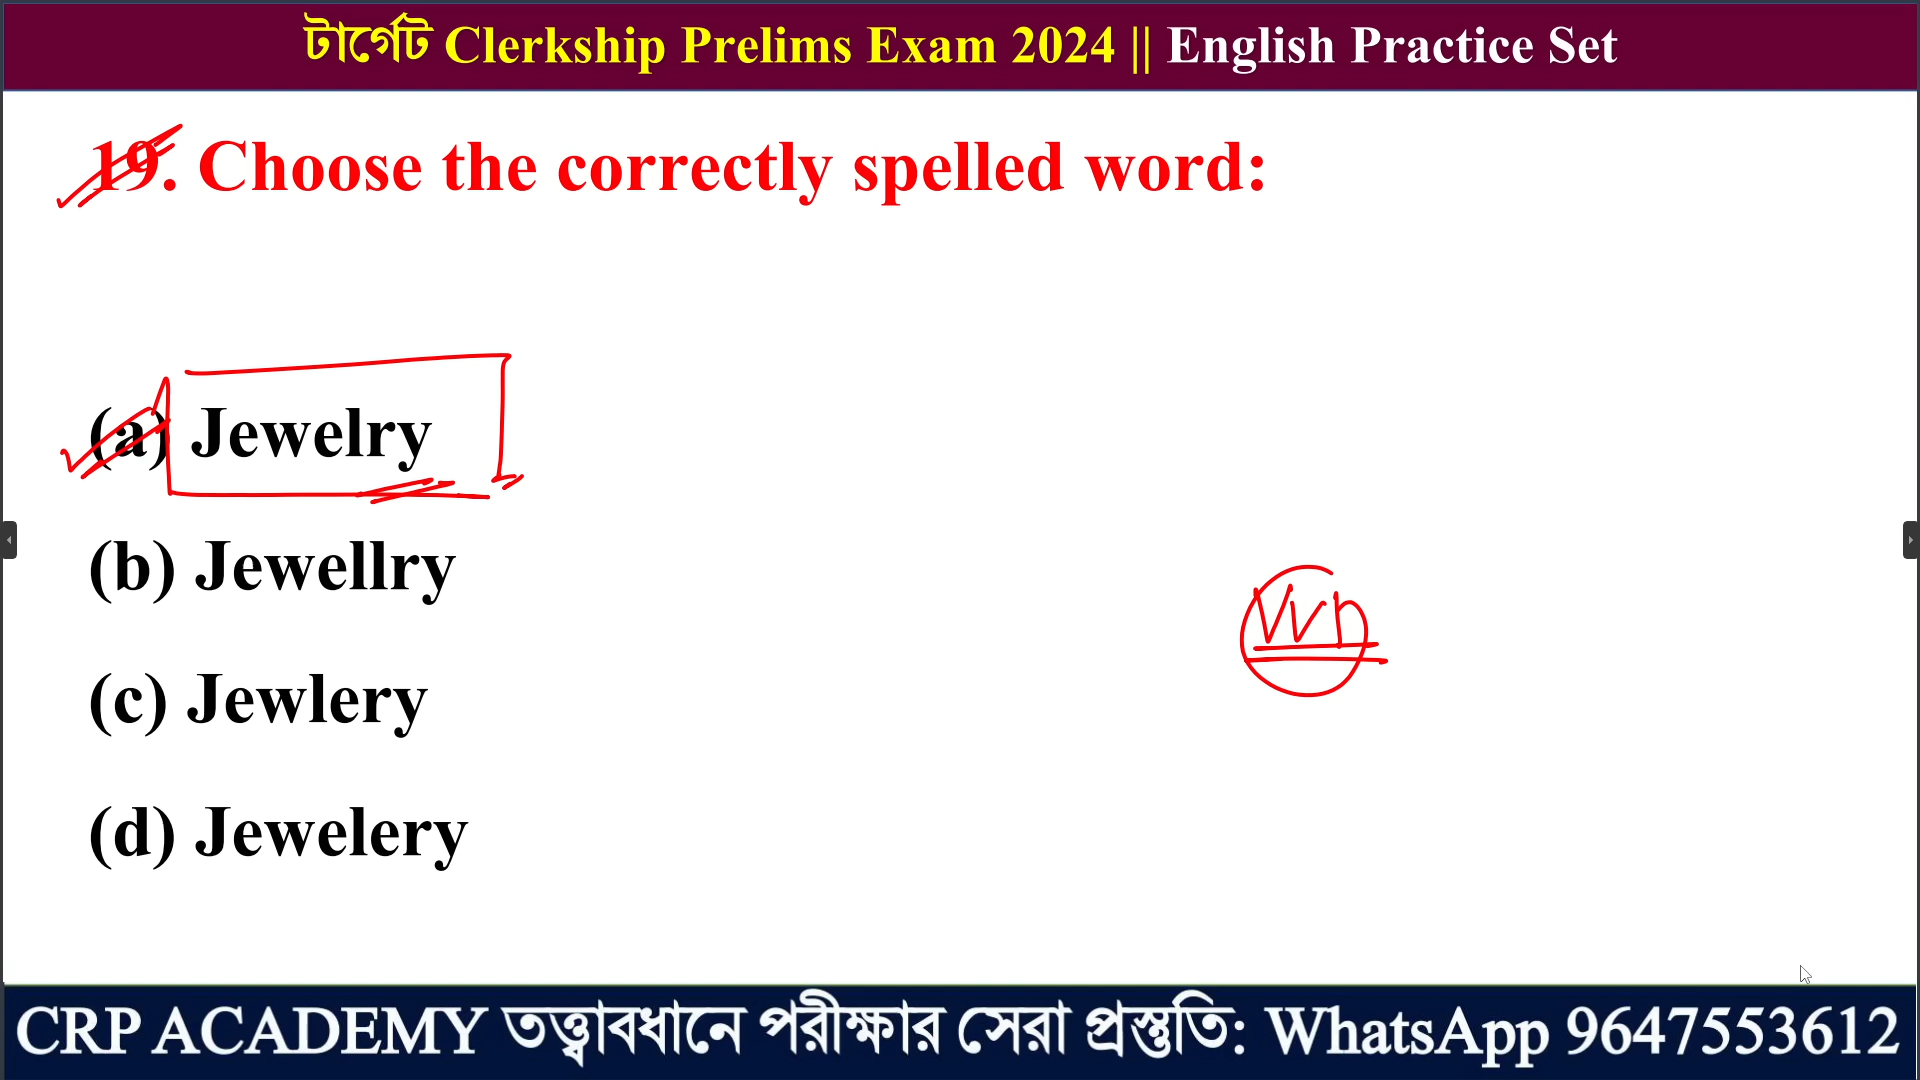 টার্গেট Clerkship Prelims Exam 2024 || English Practice Set
19. Choose the correctly spelled word:
(a) Jewelry
(b) Jewellry
(c) Jewlery
(d) Jewelery
CRP ACADEMY তত্ত্বাবধানে পরীক্ষার সেরা প্রস্তুতি: WhatsApp 9647553612